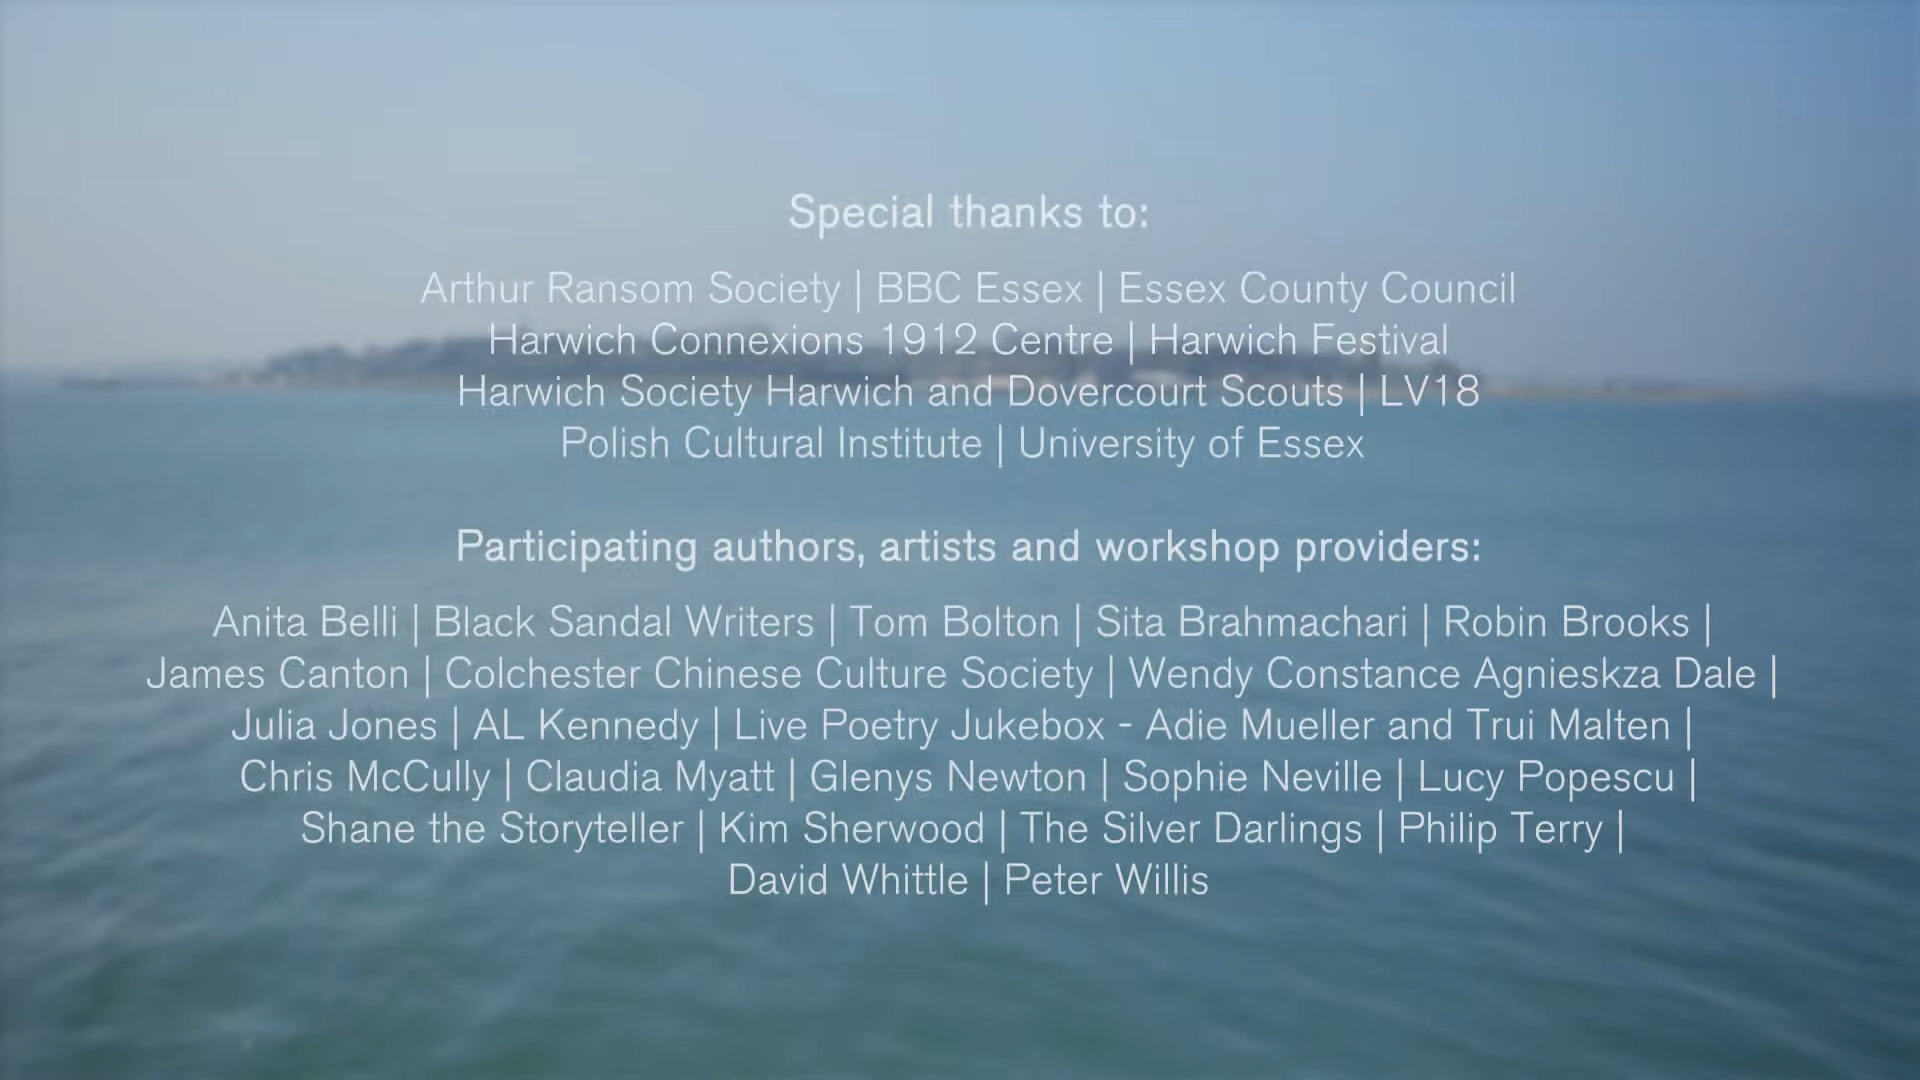 Special thanks to:
Arthur Ransom Society | BBC Essex | Essex County Council
Harwich Connexions 1912 Centre | Harwich Festival
Harwich Society Harwich and Dovercourt Scouts | LV18
Polish Cultural Institute | University of Essex
Participating authors, artists and workshop providers:
Anita Belli | Black Sandal Writers | Tom Bolton | Sita Brahmachari | Robin Brooks |
James Canton | Colchester Chinese Culture Society | Wendy Constance Agnieskza Dale |
Julia Jones | AL Kennedy | Live Poetry Jukebox - Adie Mueller and Trui Malten |
Chris McCully | Claudia Myatt | Glenys Newton | Sophie Neville | Lucy Popescu |
Shane the Storyteller | Kim Sherwood | The Silver Darlings | Philip Terry |
David Whittle | Peter Willis